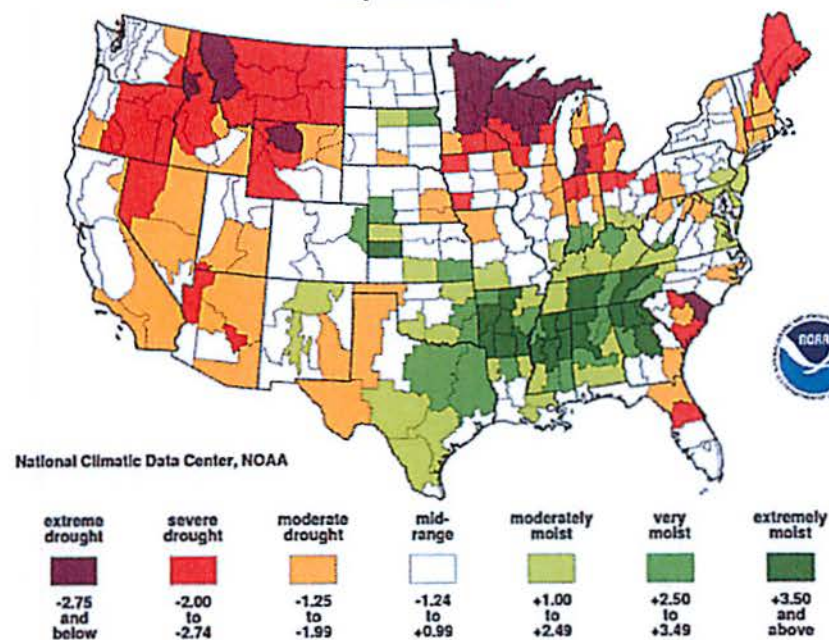 NOAA
National Climatic Data Center, NOAA
extreme drought
severe drought
moderate drought
mid-range
moderately moist
very moist
extremely moist
-2.75 and below
-2.00 to -2.74
-1.25 to -1.99
-1.24 to +0.99
+1.00 to +2.49
+2.50 to +3.49
+3.50 and above